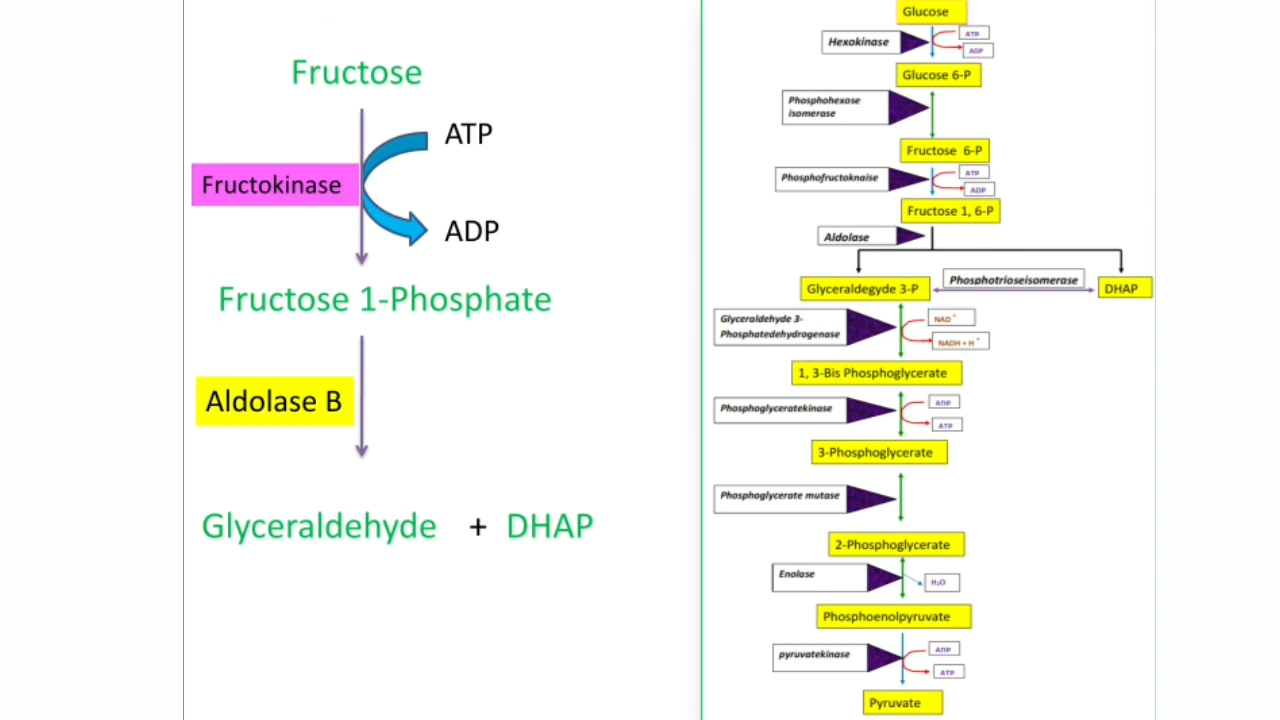 Fructose
ATP
Fructokinase
ADP
Fructose 1-Phosphate
Aldolase B
Glyceraldehyde + DHAP
Glucose
Hexokinase
ATP
ADP
Glucose 6-P
Phosphohexose
isomerase
Fructose 6-P
Phosphofructoknaise
ATP
ADP
Fructose 1, 6-P
Aldolase
Glyceraldegyde 3-P
Phosphotrioseisomerase
DHAP
Glyceraldehyde 3-
Phosphatedehydrogenase
NAD +
NADH + H +
1, 3-Bis Phosphoglycerate
Phosphoglyceratekinase
ADP
ATP
3-Phosphoglycerate
Phosphoglycerate mutase
2-Phosphoglycerate
Enolase
H₂O
Phosphoenolpyruvate
pyruvatekinase
ADP
ATP
Pyruvate